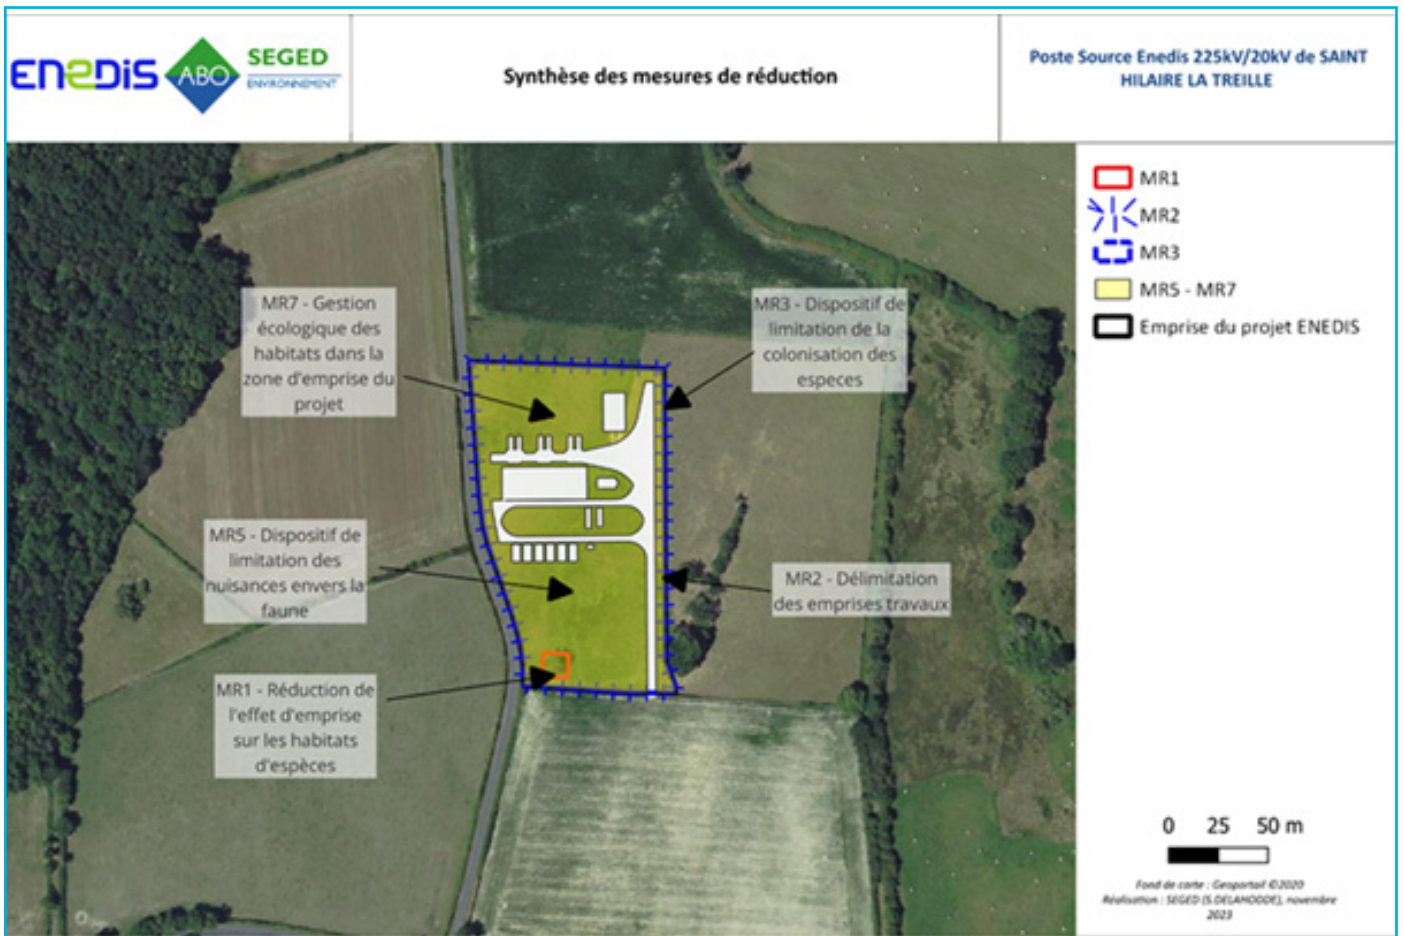 ENEDIS
ABO
SEGED
ENVIRONNEMENT
Synthèse des mesures de réduction
Poste Source Enedis 225kV/20kV de SAINT
HILAIRE LA TREILLE
MR1
MR2
MR3
MR5 - MR7
Emprise du projet ENEDIS
MR7 - Gestion
écologique des
habitats dans la
zone d'emprise du
projet
MR3 - Dispositif de
limitation de la
colonisation des
especes
MR5 - Dispositif de
limitation des
nuisances envers la
faune
MR2 - Délimitation
des emprises travaux
MR1 - Réduction de
l'effet d'emprise
sur les habitats
d'espèces
0 25 50 m
Fond de carte : Geoportail ©2020
Réalisation : SEGED (S.DELAHODDE), novembre
2023